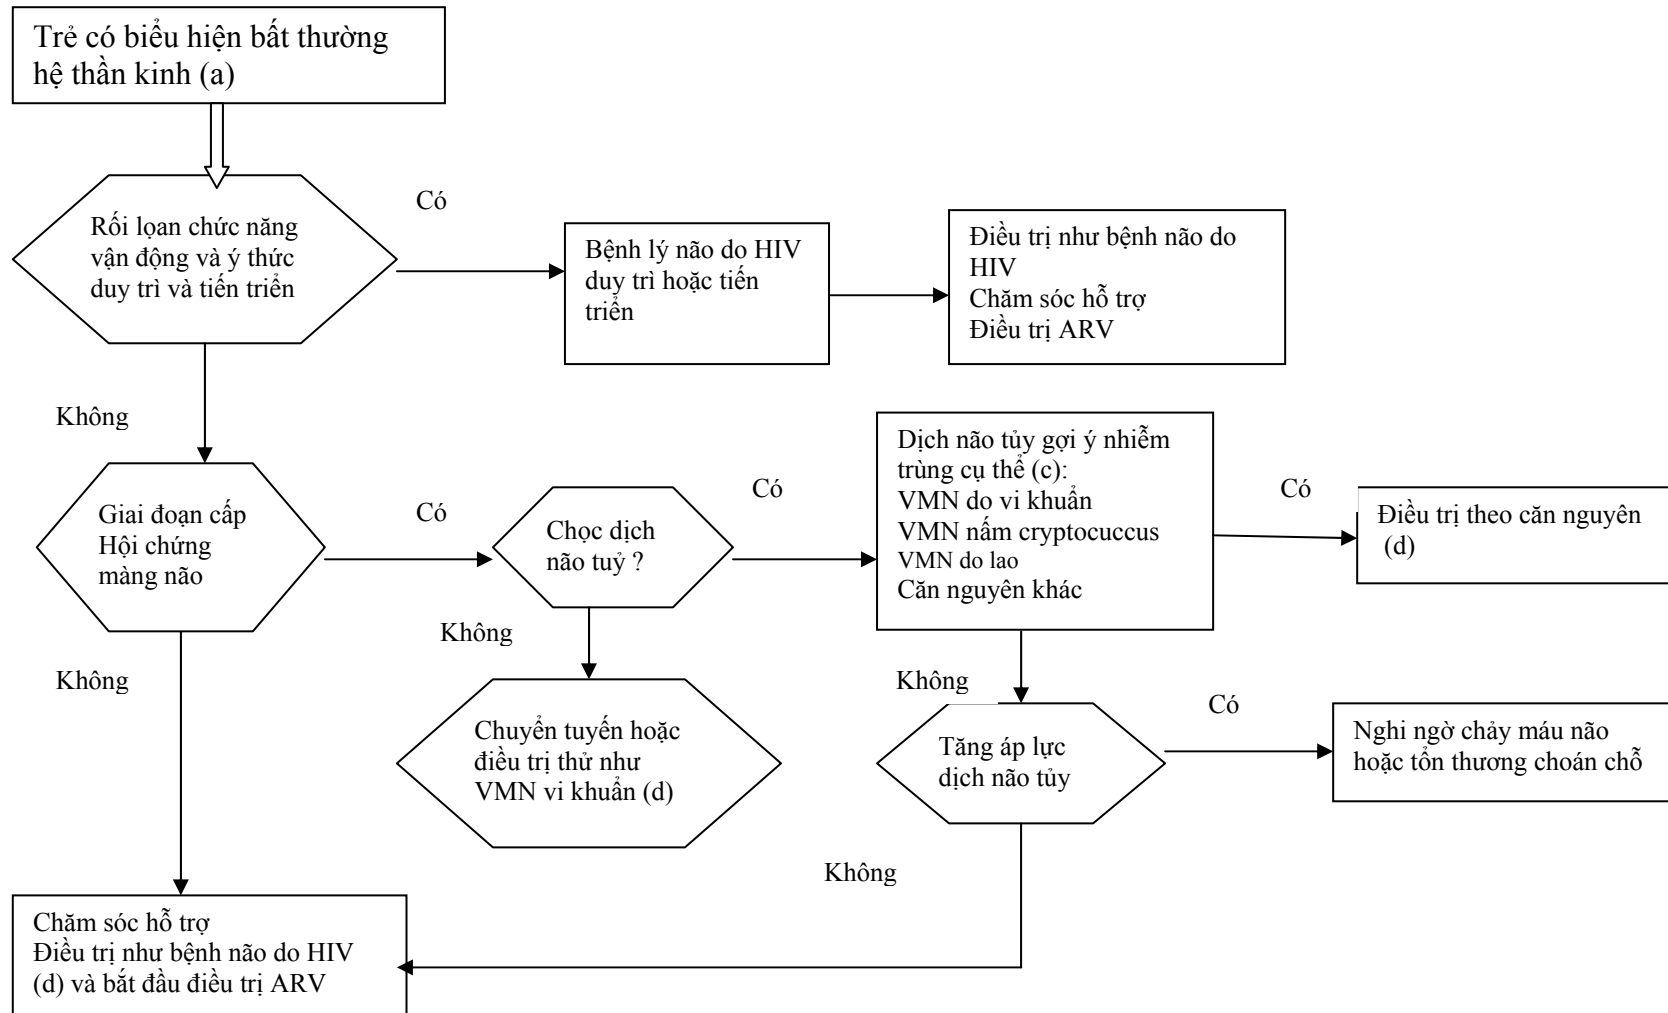 Trẻ có biểu hiện bất thường
hệ thần kinh (a)
Rối lọan chức năng
vận động và ý thức
duy trì và tiến triển
Có
Bệnh lý não do HIV
duy trì hoặc tiến
triển
Điều trị như bệnh não do
HIV
Chăm sóc hỗ trợ
Điều trị ARV
Không
Giai đoạn cấp
Hội chứng
màng não
Có
Chọc dịch
não tuỷ ?
Có
Dịch não tủy gợi ý nhiễm
trùng cụ thể (c):
VMN do vi khuẩn
VMN nấm cryptocuccus
VMN do lao
Căn nguyên khác
Có
Điều trị theo căn nguyên
(d)
Không
Không
Chuyển tuyến hoặc
điều trị thử như
VMN vi khuẩn (d)
Không
Tăng áp lực
dịch não tủy
Có
Nghi ngờ chảy máu não
hoặc tổn thương choán chỗ
Không
Chăm sóc hỗ trợ
Điều trị như bệnh não do HIV
(d) và bắt đầu điều trị ARV